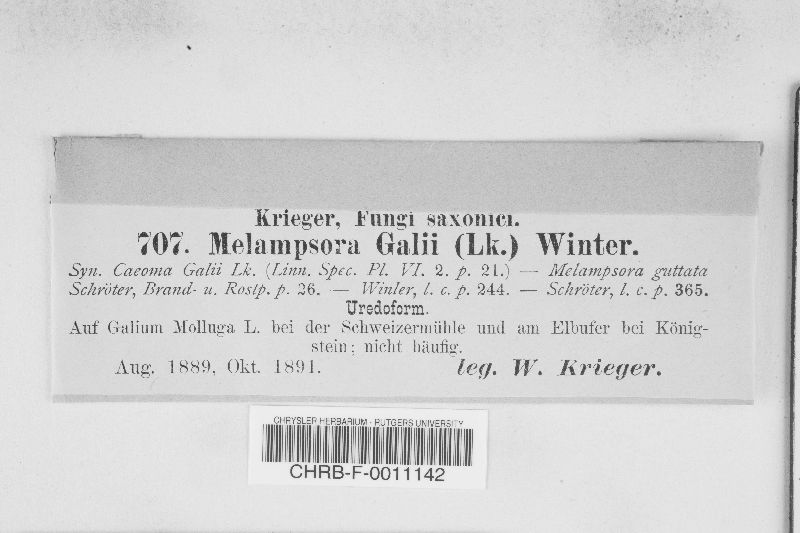 Krieger, Fungi saxonici.
707. Melampsora Galii (Lk.) Winter.
Syn. Caeoma Galii Lk. (Linn. Spec. Pl. VI. 2. p. 21.) — Melampsora guttata
Schröter, Brand- u. Rostp. p. 26. — Winler, l. c. p. 244. — Schröter, l. c. p. 365.
Uredoform.
Auf Galium Molluga L. bei der Schweizermühle und am Elbufer bei König-
stein; nicht häufig.
Aug. 1889, Okt. 1891. leg. W. Krieger.
CHRYSLER HERBARIUM - RUTGERS UNIVERSITY
CHRB-F-0011142